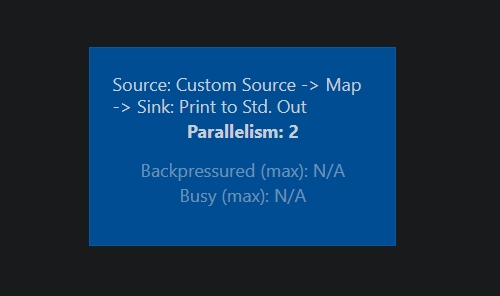 Source: Custom Source -> Map
-> Sink: Print to Std. Out
Parallelism: 2
Backpressured (max): N/A
Busy (max): N/A